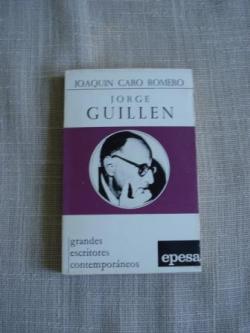 JOAQUIN CARO ROMERO
JORGE
GUILLEN
grandes
escritores
contemporáneos
epesa